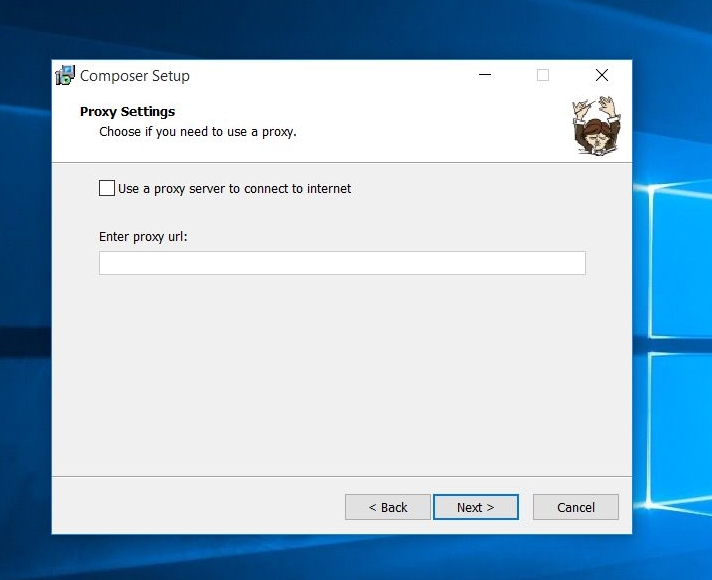 Composer Setup
Proxy Settings
Choose if you need to use a proxy.
Use a proxy server to connect to internet
Enter proxy url:
< Back
Next >
Cancel